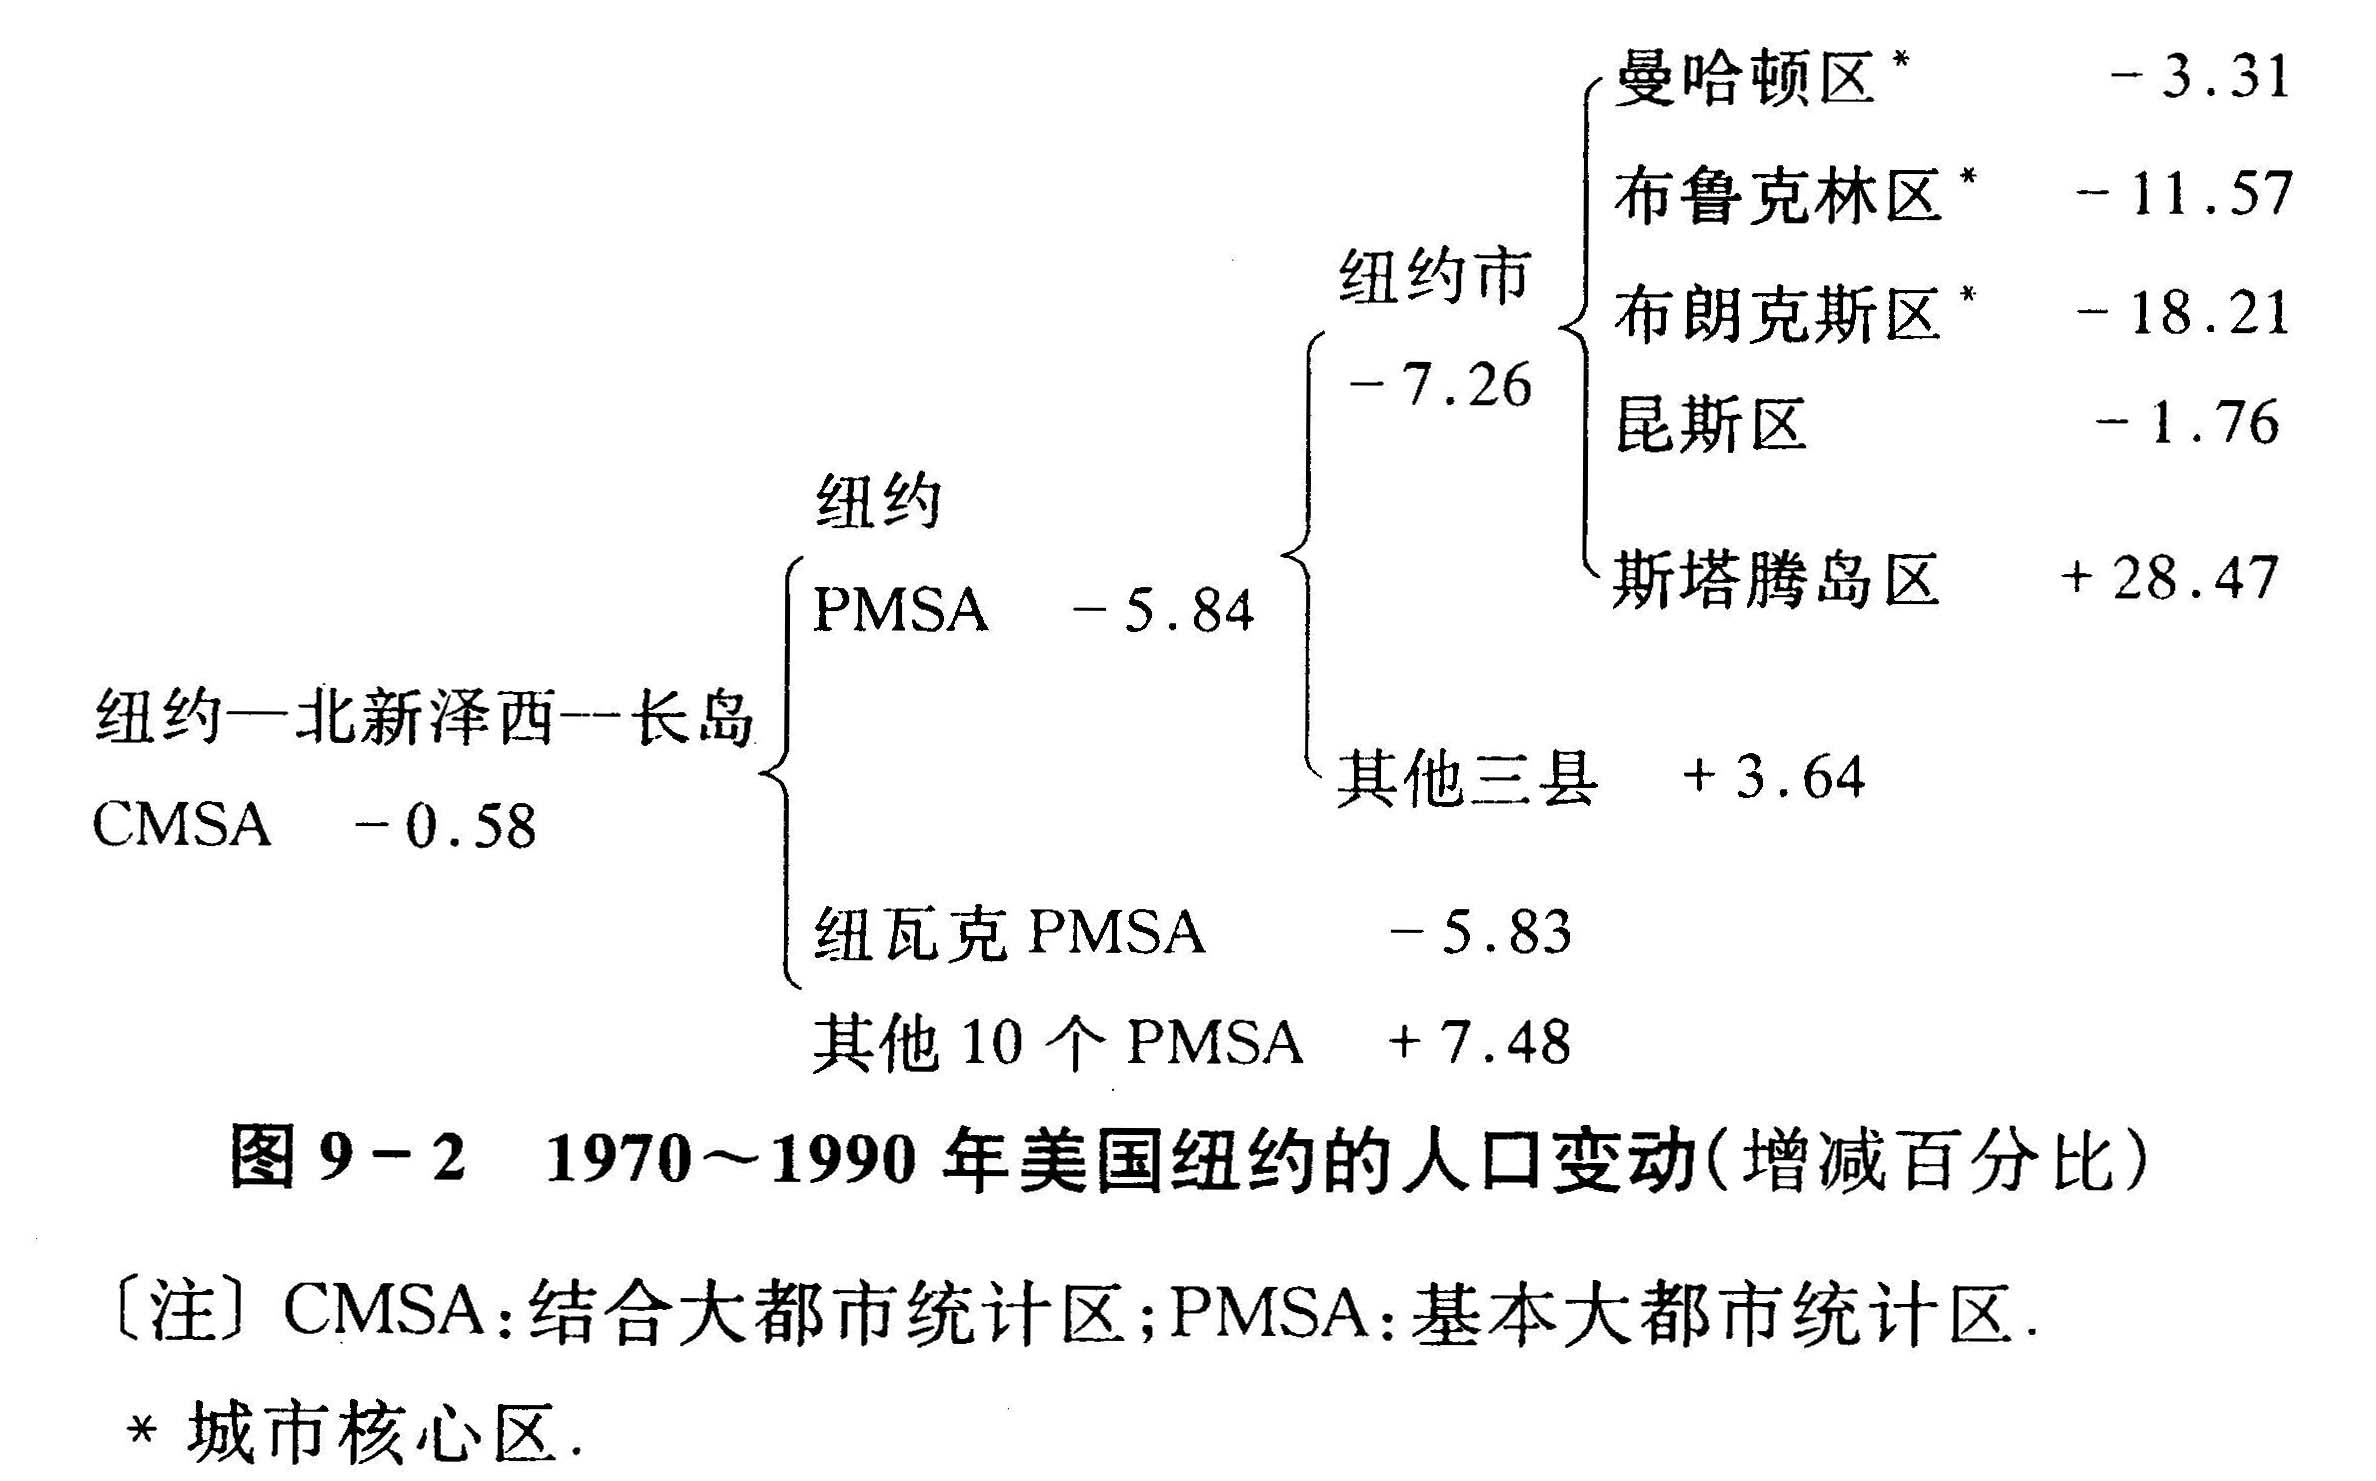 曼哈顿区* －3.31
布鲁克林区* －11.57
纽约市
布朗克斯区* －18.21
－7.26
昆斯区 －1.76
纽约
斯塔腾岛区 ＋28.47
PMSA －5.84
纽约—北新泽西--长岛
其他三县 ＋3.64
CMSA －0.58
纽瓦克 PMSA －5.83
其他 10 个 PMSA ＋7.48
图 9－2 1970～1990 年美国纽约的人口变动(增减百分比)
〔注〕CMSA:结合大都市统计区;PMSA:基本大都市统计区.
* 城市核心区.